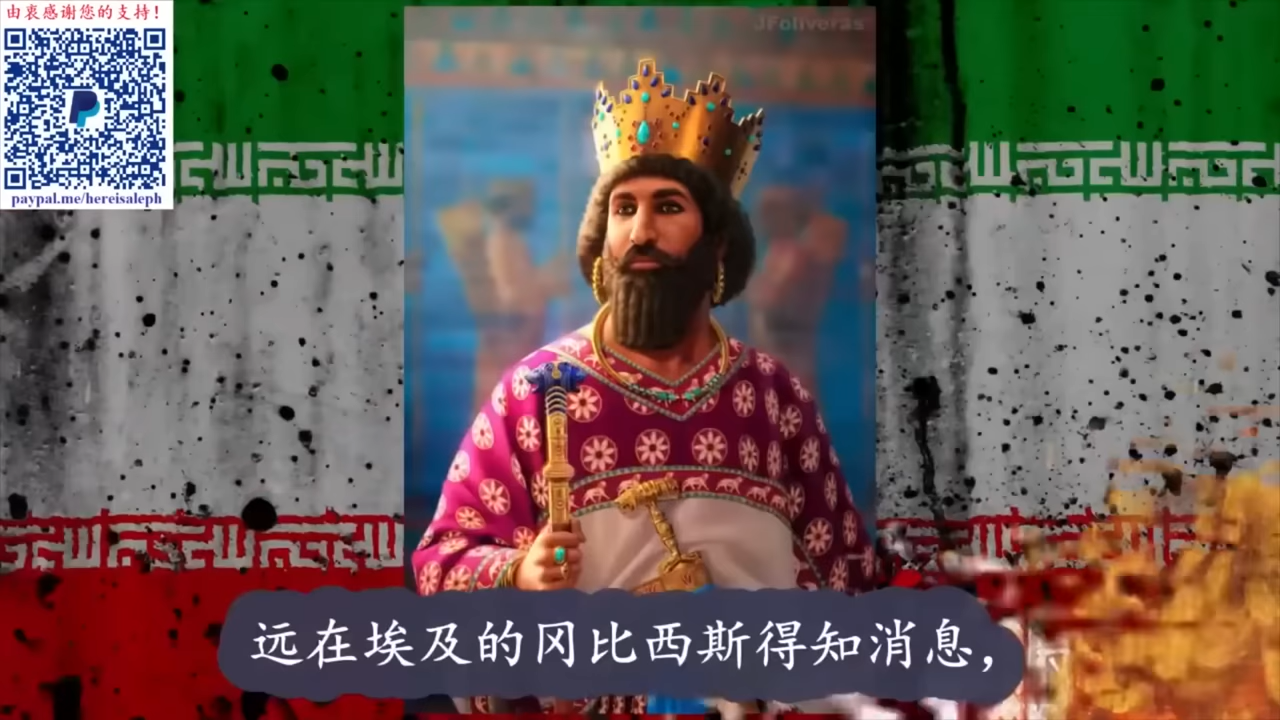 由衷感谢您的支持！
paypal.me/hereisaleph
JFoliveras
远在埃及的冈比西斯得知消息，